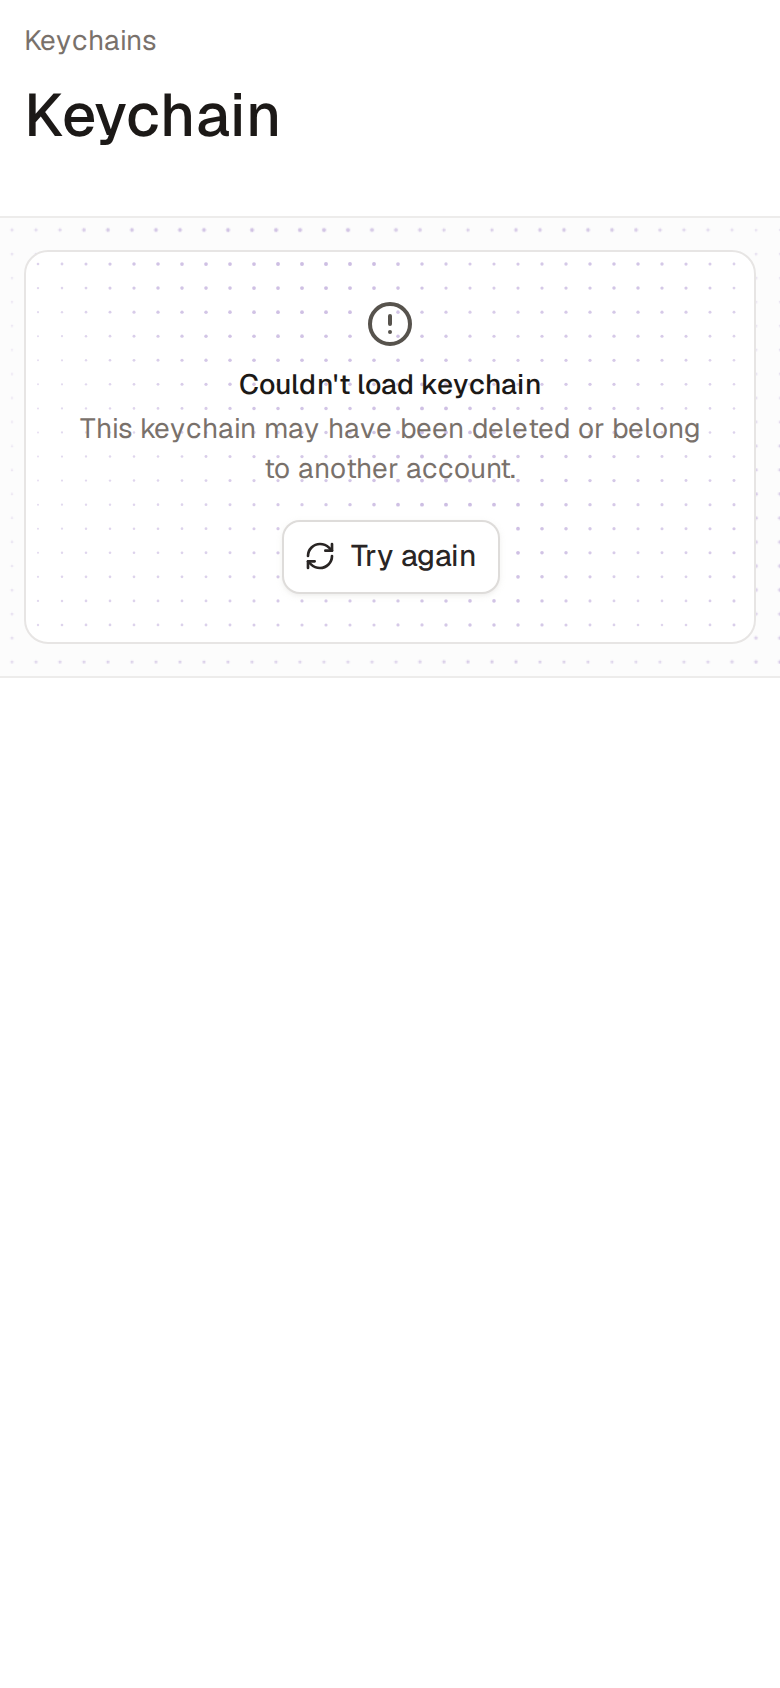 Keychains
Keychain
Couldn't load keychain
This keychain may have been deleted or belong
to another account.
Try again